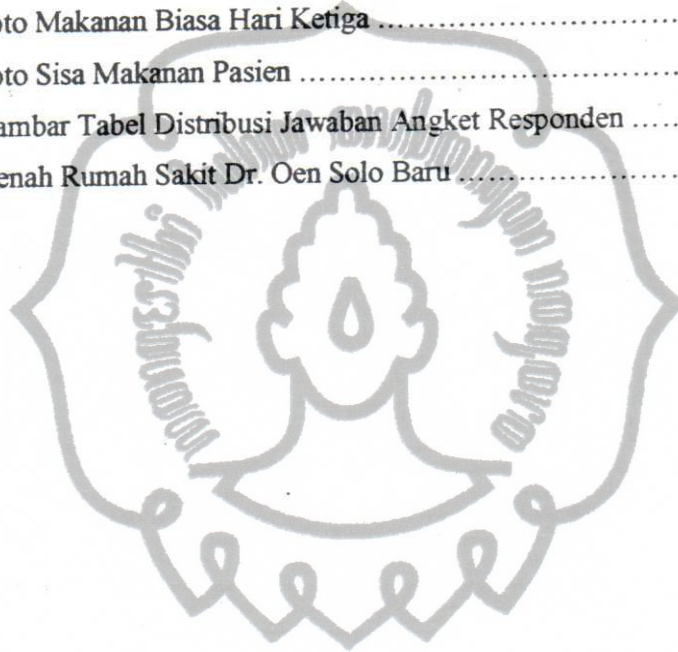 oto Makanan Biasa Hari Ketiga ......................................
oto Sisa Makanan Pasien ................................................
ambar Tabel Distribusi Jawaban Angket Responden ......
enah Rumah Sakit Dr. Oen Solo Baru ............................